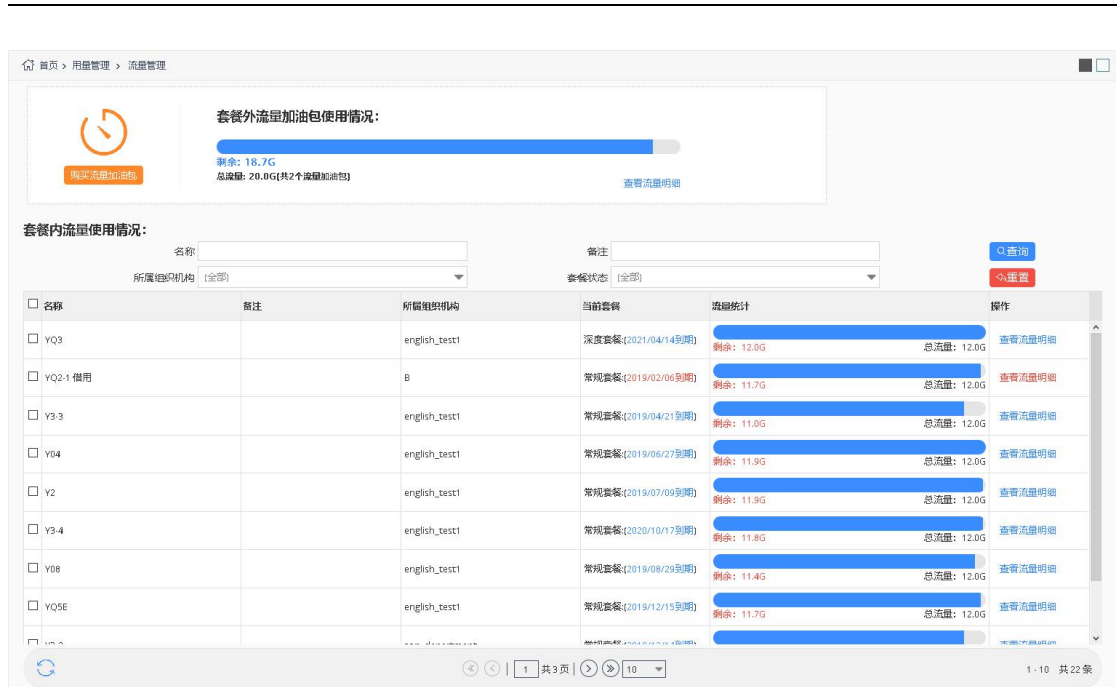 首页 > 用量管理 > 流量管理
套餐外流量加油包使用情况：
剩余：18.7G
购买流量加油包
总流量：20.0G[共2个流量加油包]
查看流量明细
套餐内流量使用情况：
名称
备注
查询
所属组织机构 [全部]
套餐状态 [全部]
重置
名称 备注 所属组织机构 当前套餐 流量统计 操作
YQ3 english_test1 深度套餐:(2021/04/14到期) 剩余：12.0G 总流量：12.0G 查看流量明细
YQ2-1 借用 B 常规套餐:(2019/02/06到期) 剩余：11.7G 总流量：12.0G 查看流量明细
Y3-3 english_test1 常规套餐:(2019/04/21到期) 剩余：11.0G 总流量：12.0G 查看流量明细
Y04 english_test1 常规套餐:(2019/06/27到期) 剩余：11.9G 总流量：12.0G 查看流量明细
Y2 english_test1 常规套餐:(2019/07/09到期) 剩余：11.9G 总流量：12.0G 查看流量明细
Y3-4 english_test1 常规套餐:(2020/10/17到期) 剩余：11.8G 总流量：12.0G 查看流量明细
Y08 english_test1 常规套餐:(2019/08/29到期) 剩余：11.4G 总流量：12.0G 查看流量明细
YQ5E english_test1 常规套餐:(2019/12/15到期) 剩余：11.7G 总流量：12.0G 查看流量明细
1 共3页 10
1 - 10 共22条